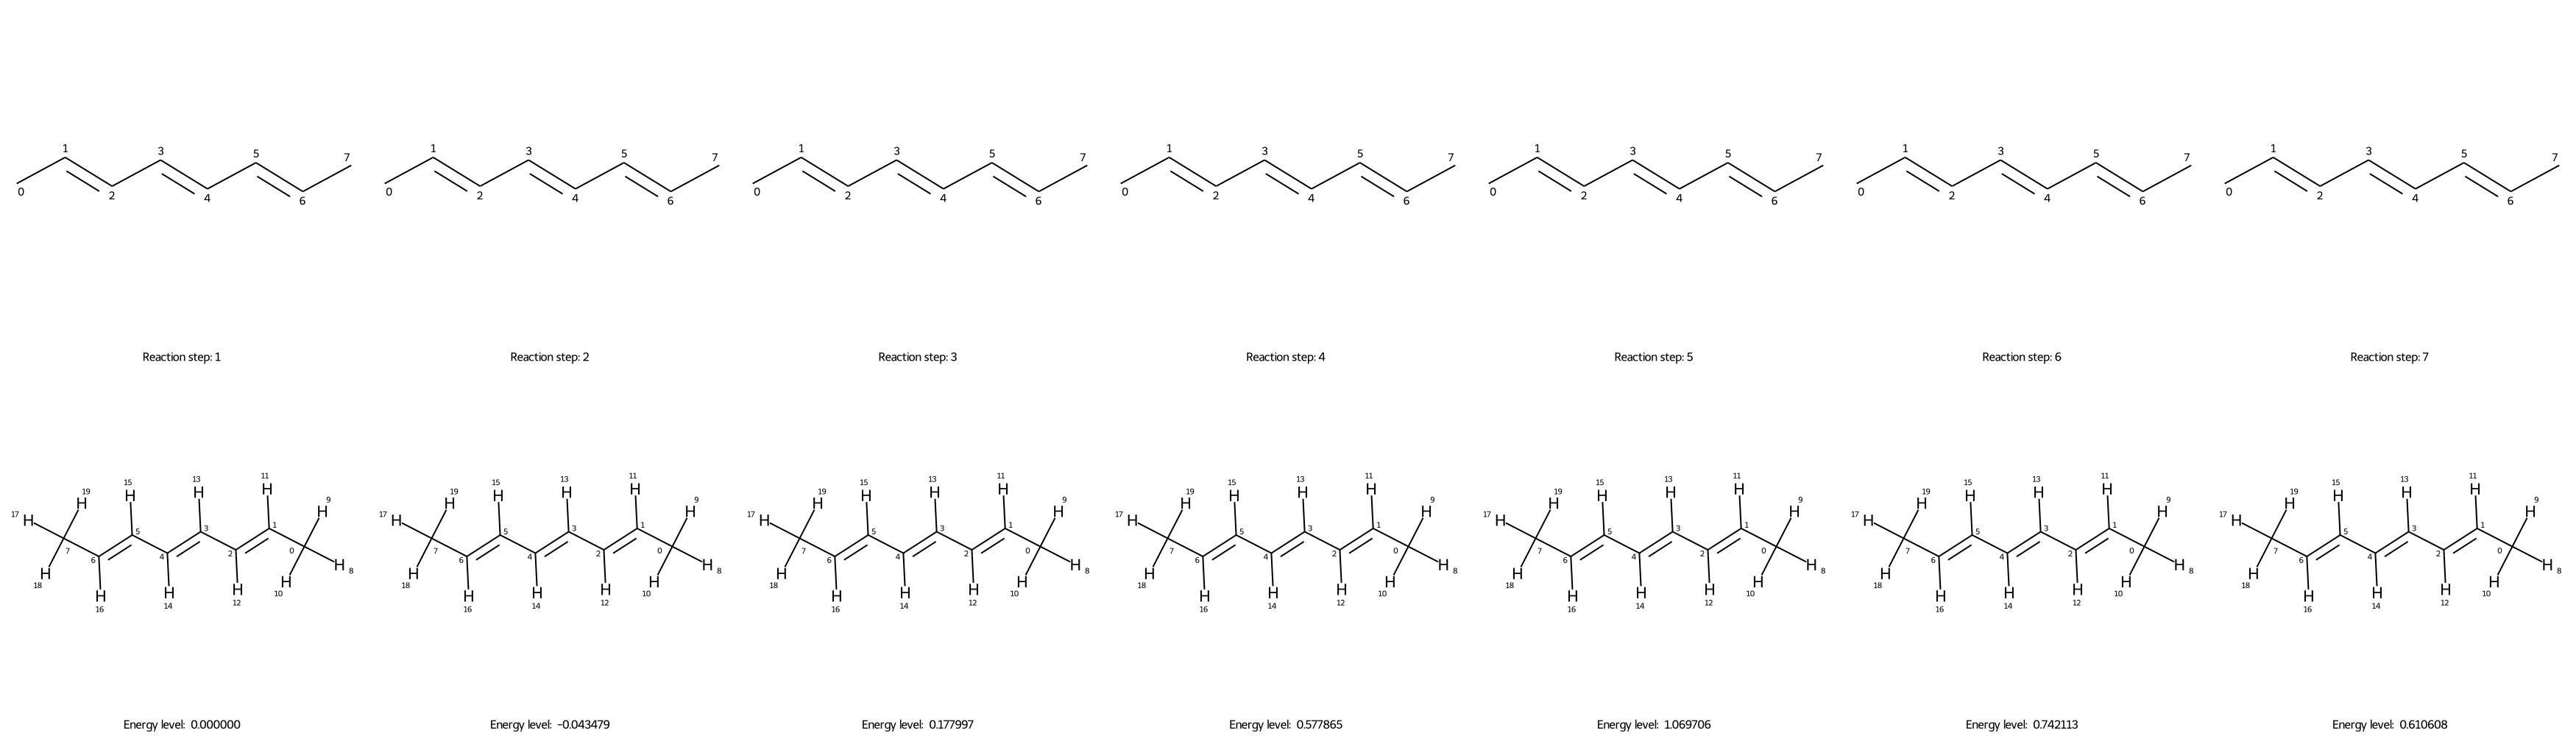 1 3 5 7 1 3 5 7 1 3 5 7 1 3 5 7 1 3 5 7 1 3 5 7 1 3 5 7
0 2 4 6 0 2 4 6 0 2 4 6 0 2 4 6 0 2 4 6 0 2 4 6 0 2 4 6
Reaction step: 1 Reaction step: 2 Reaction step: 3 Reaction step: 4 Reaction step: 5 Reaction step: 6 Reaction step: 7
19 15 13 11 9 19 15 13 11 9 19 15 13 11 9 19 15 13 11 9 19 15 13 11 9 19 15 13 11 9 19 15 13 11 9
H H H H H H H H H H H H H H H H H H H H H H H H H H H H H H H H H H H
17 H 17 H 17 H 17 H 17 H 17 H 17 H
5 3 1 5 3 1 5 3 1 5 3 1 5 3 1 5 3 1 5 3 1
7 6 4 2 0 7 6 4 2 0 7 6 4 2 0 7 6 4 2 0 7 6 4 2 0 7 6 4 2 0 7 6 4 2 0
H H H H H 8 H H H H H 8 H H H H H 8 H H H H H 8 H H H H H 8 H H H H H 8 H H H H H 8
H H H H H H H
18 16 14 12 10 18 16 14 12 10 18 16 14 12 10 18 16 14 12 10 18 16 14 12 10 18 16 14 12 10 18 16 14 12 10
Energy level: 0.000000 Energy level: -0.043479 Energy level: 0.177997 Energy level: 0.577865 Energy level: 1.069706 Energy level: 0.742113 Energy level: 0.610608